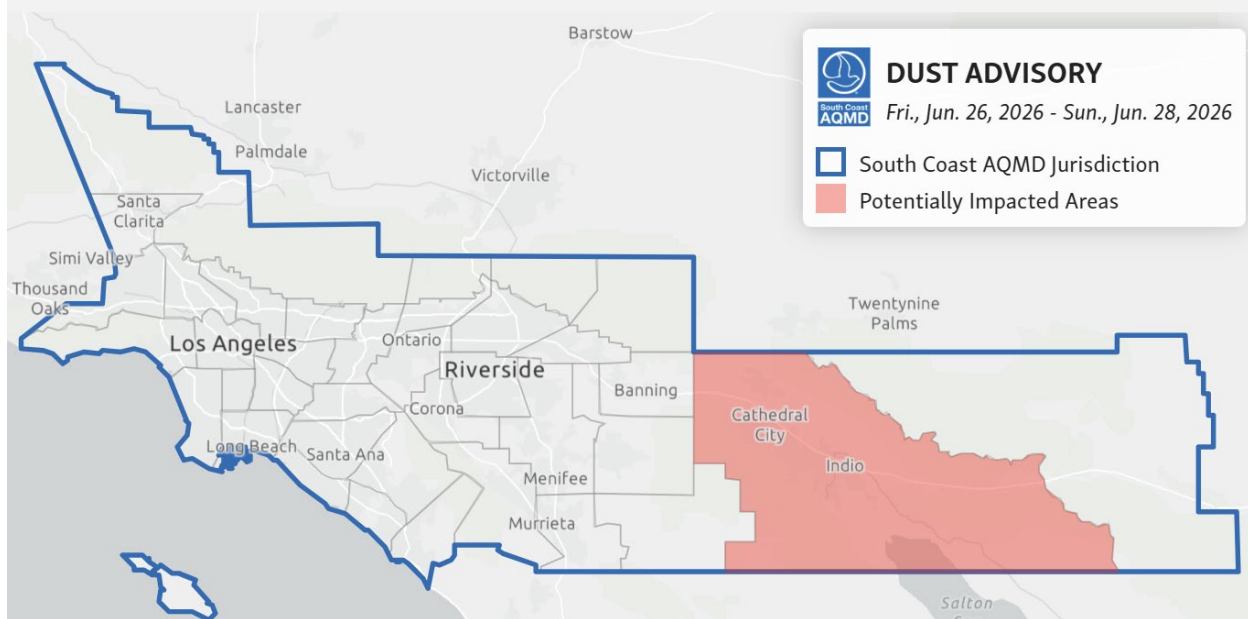 Barstow
DUST ADVISORY
South Coast
AQMD
Fri., Jun. 26, 2026 - Sun., Jun. 28, 2026
South Coast AQMD Jurisdiction
Potentially Impacted Areas
Lancaster
Palmdale
Victorville
Santa
Clarita
Simi Valley
Thousand
Oaks
Twentynine
Palms
Los Angeles
Ontario
Riverside
Banning
Corona
Cathedral
City
Long Beach
Santa Ana
Indio
Menifee
Murrieta
Salton